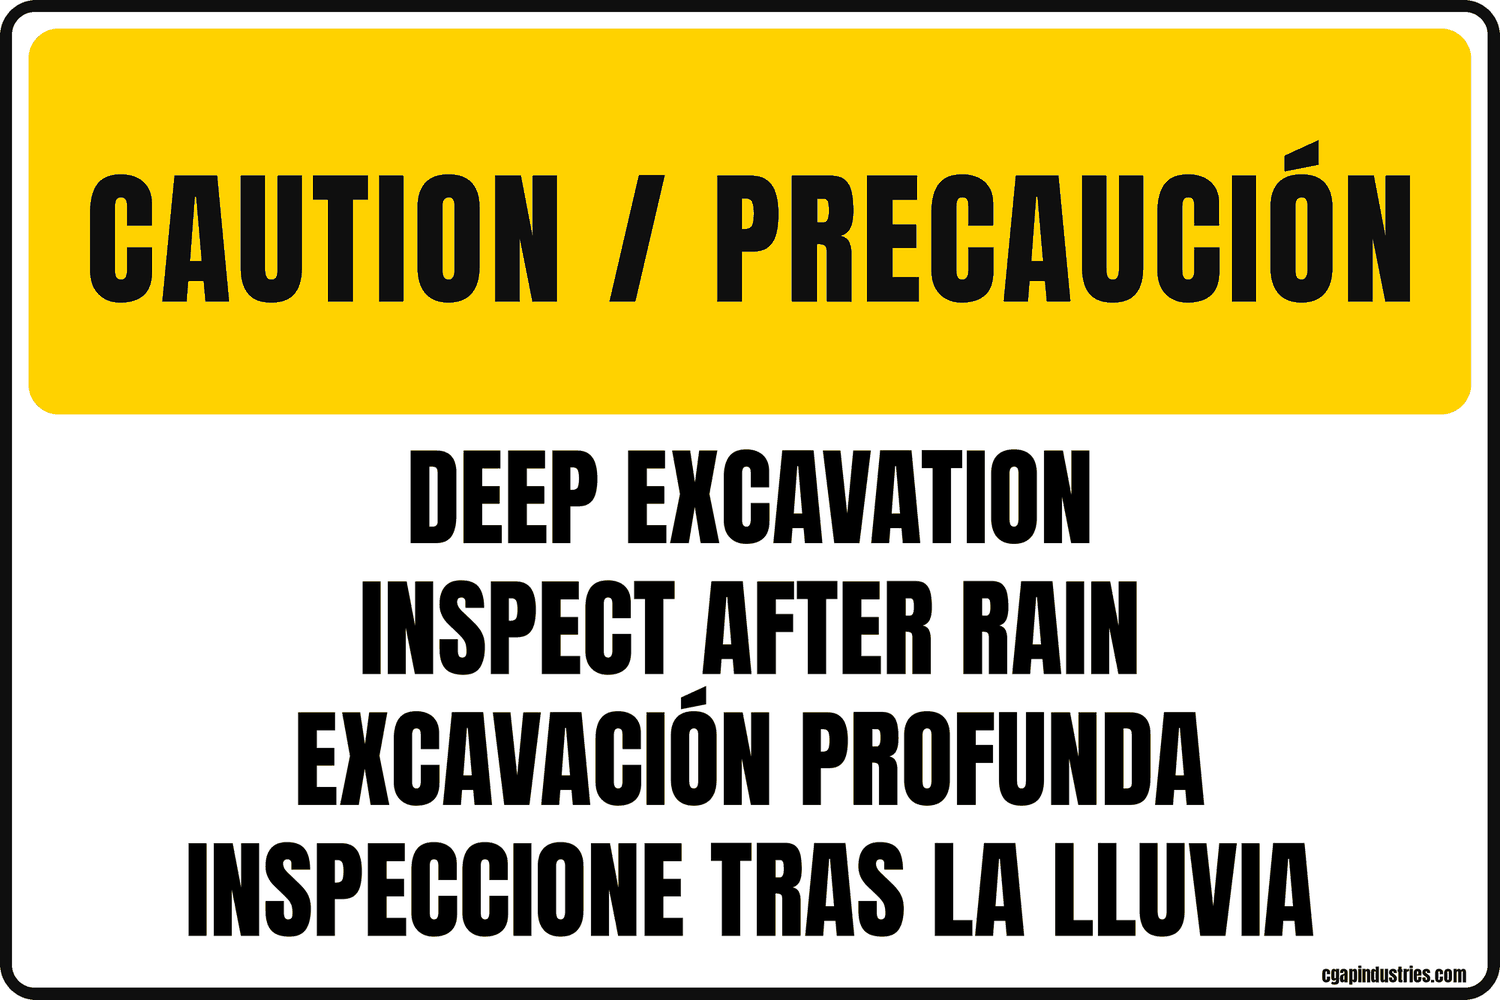 CAUTION / PRECAUCIÓN
DEEP EXCAVATION
INSPECT AFTER RAIN
EXCAVACIÓN PROFUNDA
INSPECCIONE TRAS LA LLUVIA
cgapindustries.com